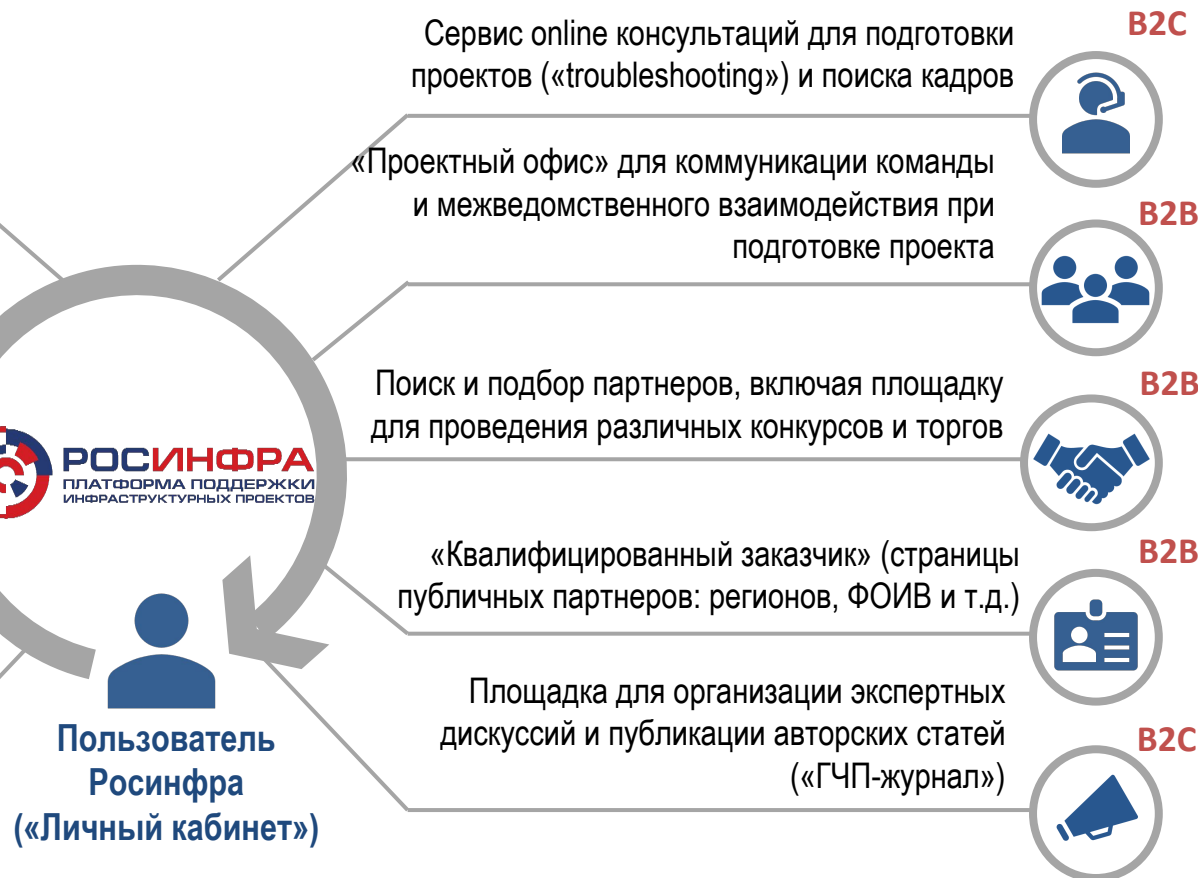 B2C
Сервис online консультаций для подготовки
проектов («troubleshooting») и поиска кадров
«Проектный офис» для коммуникации команды
и межведомственного взаимодействия при
подготовке проекта
B2B
Поиск и подбор партнеров, включая площадку
для проведения различных конкурсов и торгов
B2B
РОСИНФРА
ПЛАТФОРМА ПОДДЕРЖКИ
ИНФРАСТРУКТУРНЫХ ПРОЕКТОВ
«Квалифицированный заказчик» (страницы
публичных партнеров: регионов, ФОИВ и т.д.)
B2B
Площадка для организации экспертных
дискуссий и публикации авторских статей
(«ГЧП-журнал»)
B2C
Пользователь
Росинфра
(«Личный кабинет»)